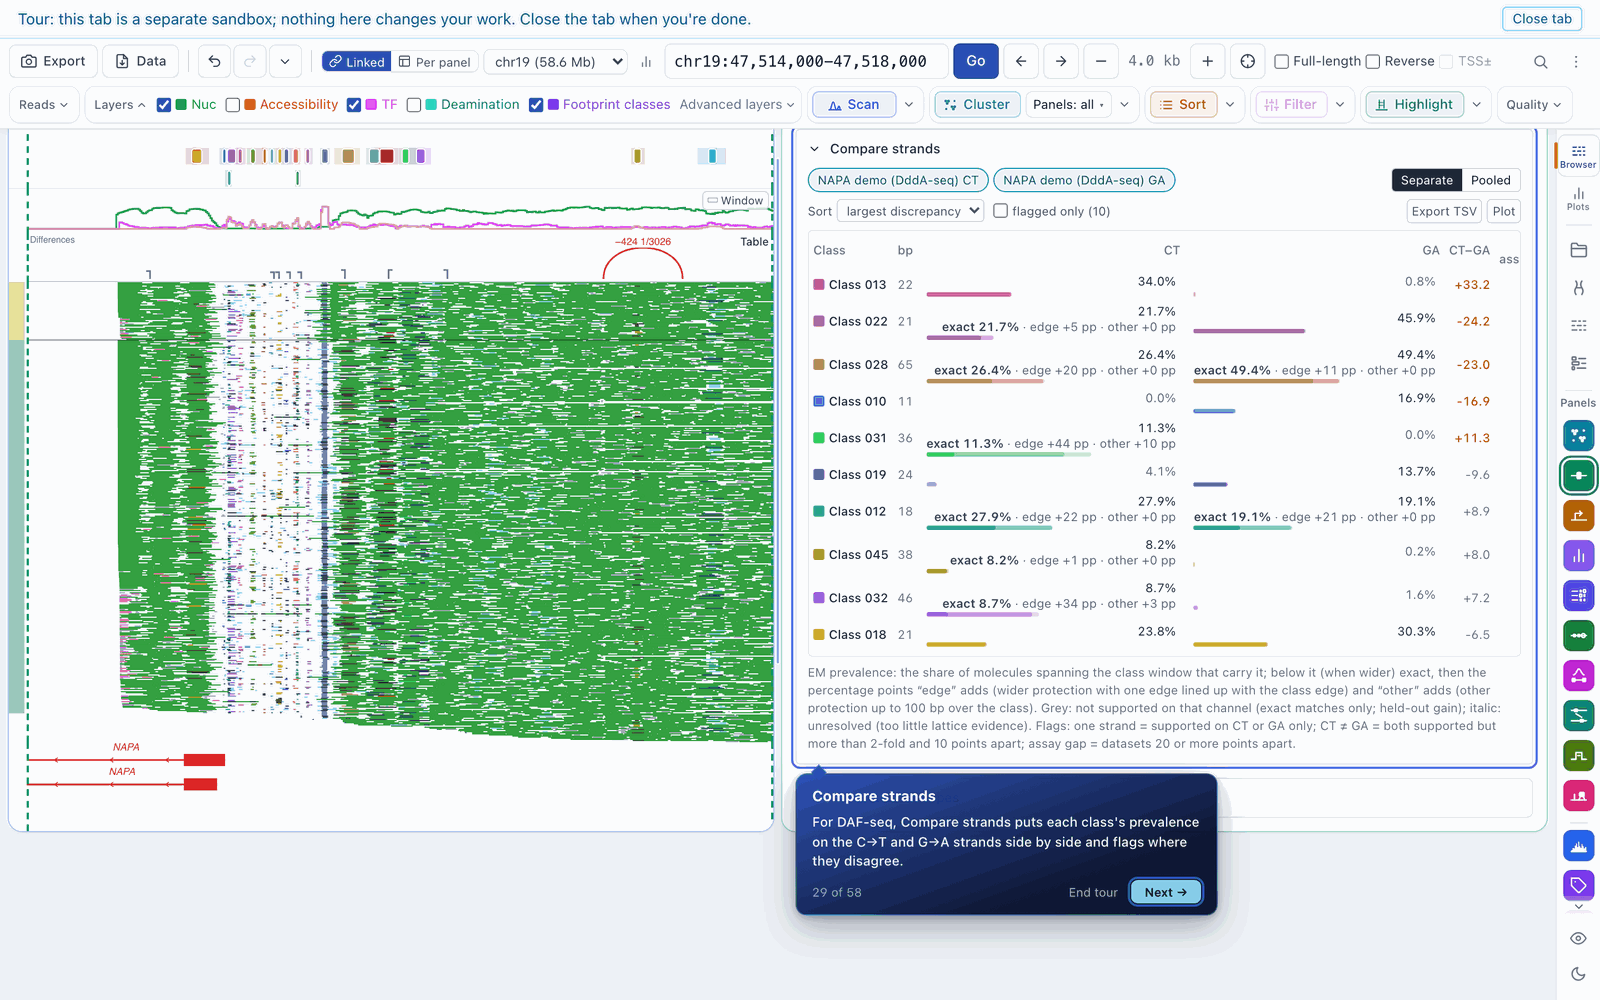 Tour: this tab is a separate sandbox; nothing here changes your work. Close the tab when you're done.
Close tab
Export
Data
Linked
Per panel
chr19 (58.6 Mb)
chr19:47,514,000–47,518,000
Go
4.0 kb
Full-length
Reverse
TSS±
Reads
Layers
Nuc
Accessibility
TF
Deamination
Footprint classes
Advanced layers
Scan
Cluster
Panels: all
Sort
Filter
Highlight
Quality
Window
Differences
−424 1/3026
Table
NAPA
NAPA
Compare strands
NAPA demo (DddA-seq) CT
NAPA demo (DddA-seq) GA
Separate
Pooled
Sort
largest discrepancy
flagged only (10)
Export TSV
Plot
Class bp CT GA CT−GA
ass
Class 013 22 34.0% 0.8% +33.2
Class 022 21 21.7% 45.9% -24.2
exact 21.7% · edge +5 pp · other +0 pp
Class 028 65 26.4% 49.4% -23.0
exact 26.4% · edge +20 pp · other +0 pp exact 49.4% · edge +11 pp · other +0 pp
Class 010 11 0.0% 16.9% -16.9
Class 031 36 11.3% 0.0% +11.3
exact 11.3% · edge +44 pp · other +10 pp
Class 019 24 4.1% 13.7% -9.6
Class 012 18 27.9% 19.1% +8.9
exact 27.9% · edge +22 pp · other +0 pp exact 19.1% · edge +21 pp · other +0 pp
Class 045 38 8.2% 0.2% +8.0
exact 8.2% · edge +1 pp · other +0 pp
Class 032 46 8.7% 1.6% +7.2
exact 8.7% · edge +34 pp · other +3 pp
Class 018 21 23.8% 30.3% -6.5
EM prevalence: the share of molecules spanning the class window that carry it; below it (when wider) exact, then the
percentage points “edge” adds (wider protection with one edge lined up with the class edge) and “other” adds (other
protection up to 100 bp over the class). Grey: not supported on that channel (exact matches only; held-out gain); italic:
unresolved (too little lattice evidence). Flags: one strand = supported on CT or GA only; CT ≠ GA = both supported but
more than 2-fold and 10 points apart; assay gap = datasets 20 or more points apart.
Compare strands
For DAF-seq, Compare strands puts each class's prevalence
on the C→T and G→A strands side by side and flags where
they disagree.
29 of 58
End tour
Next →
Browser
Plots
Panels